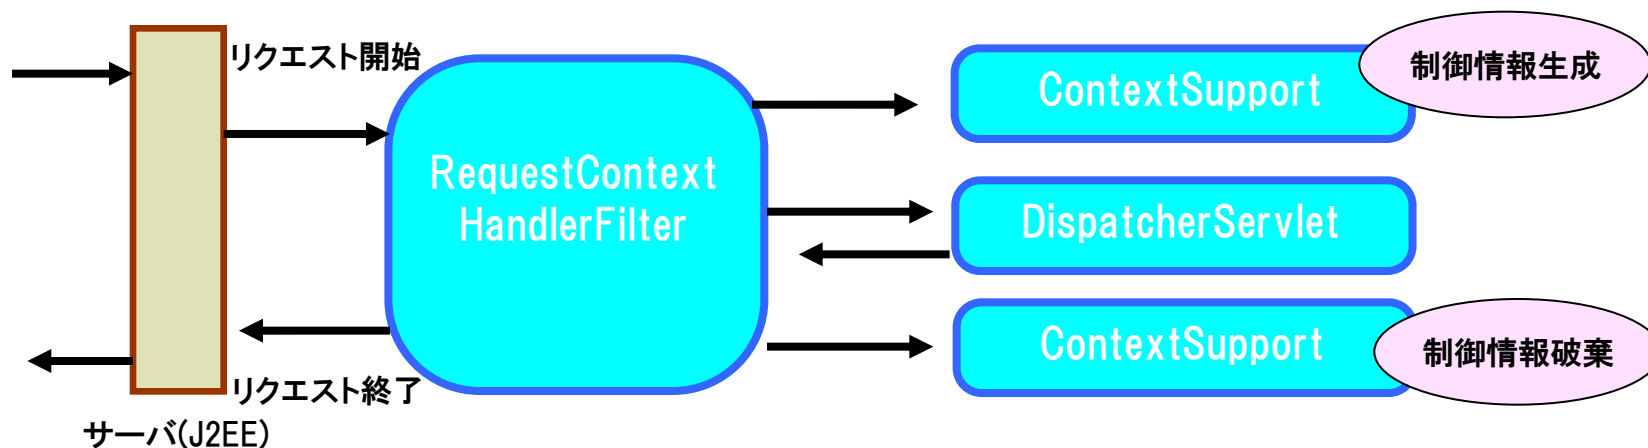 リクエスト開始
RequestContext
HandlerFilter
ContextSupport
制御情報生成
DispatcherServlet
ContextSupport
制御情報破棄
リクエスト終了
サーバ(J2EE)